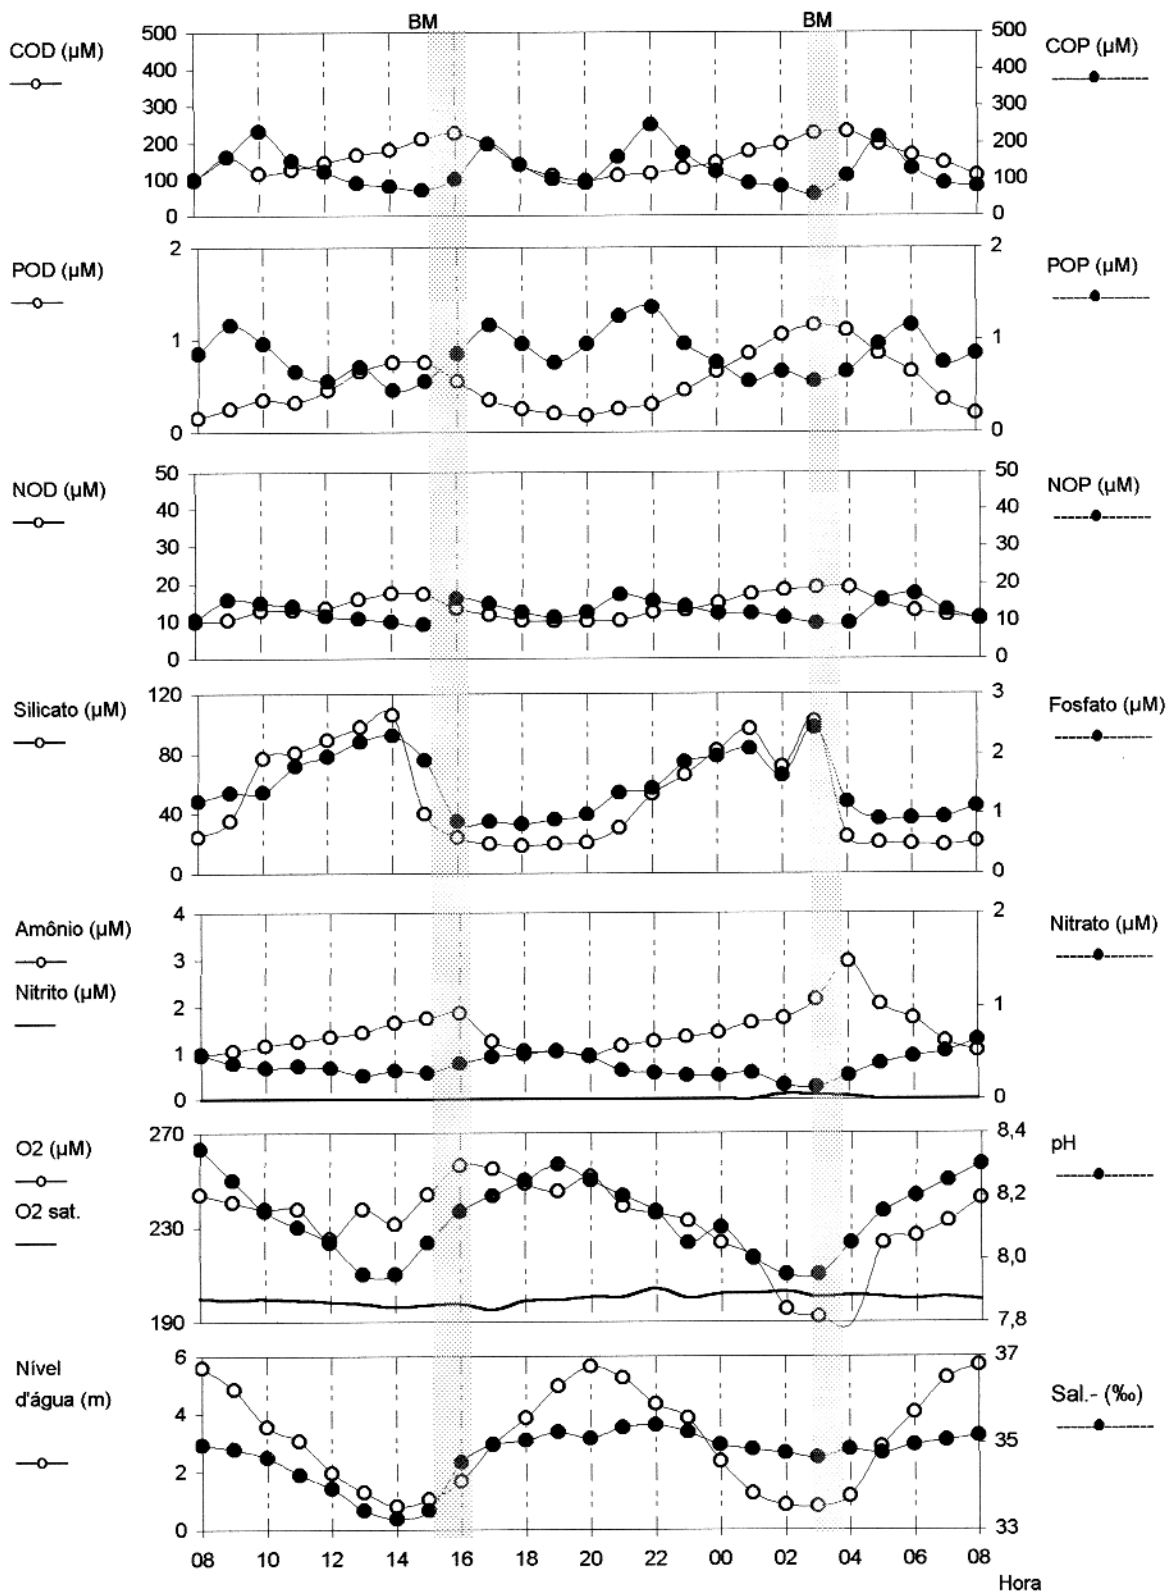 BM BM
COD (µM) 500 500 COP (µM)
400 400
300 300
200 200
100 100
0 0
POD (µM) 2 2 POP (µM)
1 1
0 0
NOD (µM) 50 50 NOP (µM)
40 40
30 30
20 20
10 10
0 0
Silicato (µM) 120 3 Fosfato (µM)
80 2
40 1
0 0
Amônio (µM) 4 2 Nitrato (µM)
3
Nitrito (µM) 2 1
1
0 0
O2 (µM) 270 8,4 pH
O2 sat. 8,2
230 8,0
190 7,8
Nível 6 37
d'água (m) 4 Sal.- (‰)
35
2
0 33
08 10 12 14 16 18 20 22 00 02 04 06 08
Hora